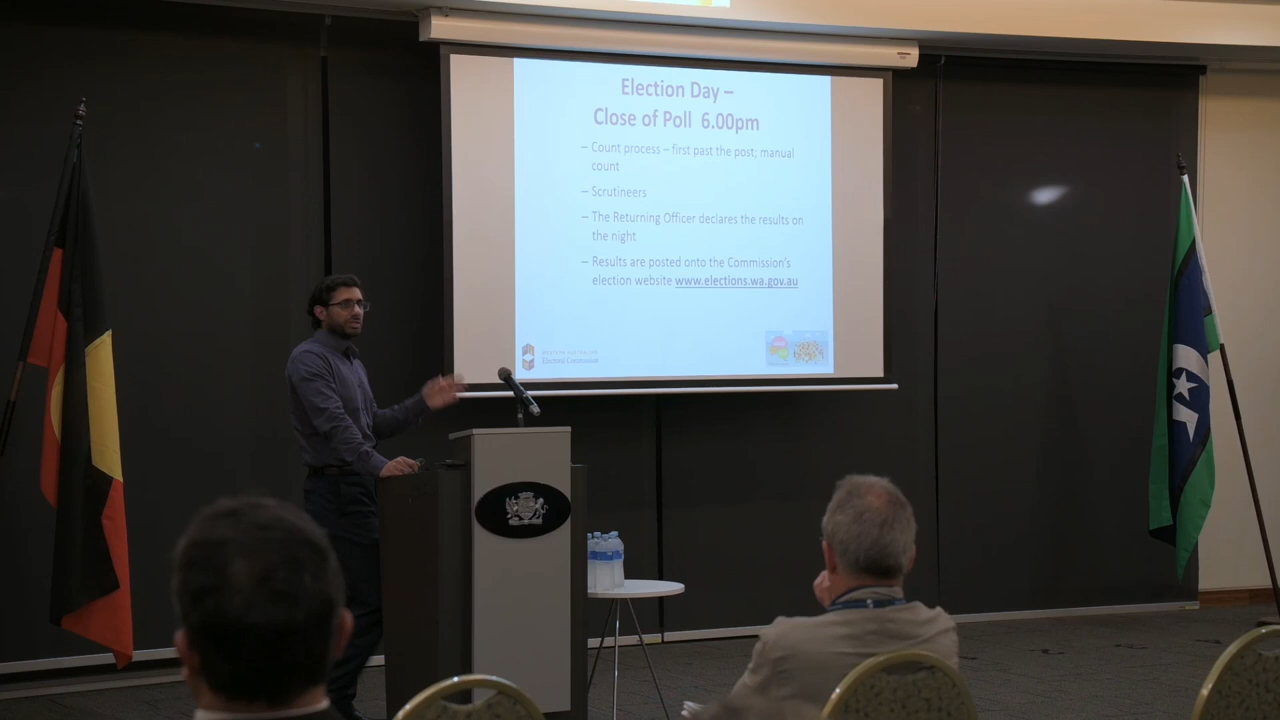 Election Day –
Close of Poll 6.00pm
– Count process – first past the post; manual
count
– Scrutineers
– The Returning Officer declares the results on
the night
– Results are posted onto the Commission's
election website www.elections.wa.gov.au
WESTERN AUSTRALIAN
Electoral Commission